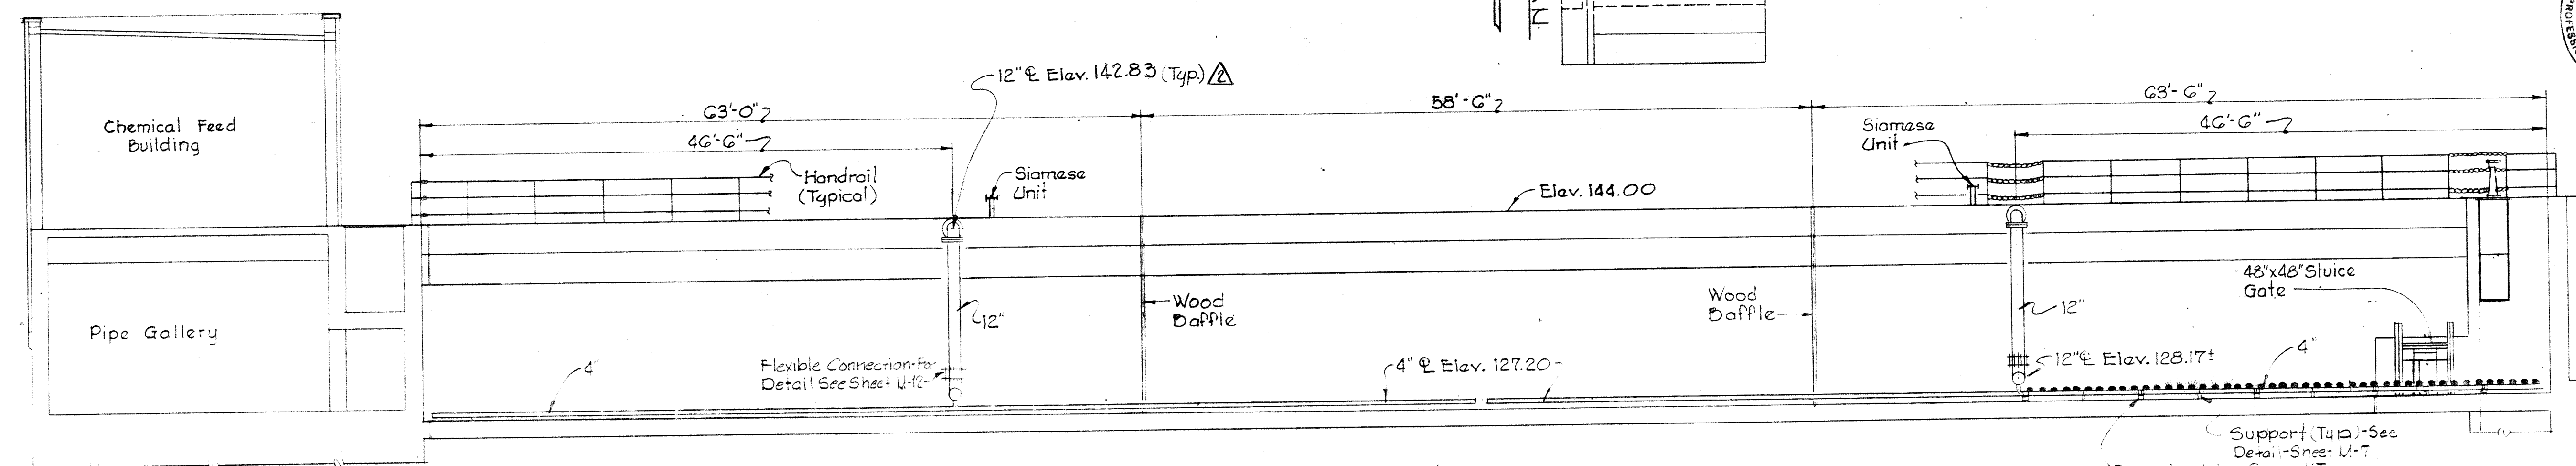 PROFESS
12" ℄ Elev. 142.83 (Typ.) 2
63'-0"
58'-6"
63'-6"
46'-6"
46'-6"
Chemical Feed
Building
Handrail
(Typical)
Siamese
Unit
Elev. 144.00
Siamese
Unit
Pipe Gallery
12"
Wood
Baffle
Wood
Baffle
12"
48"x48" Sluice
Gate
4"
Flexible Connection-For
Detail See Sheet M-12
4" ℄ Elev. 127.20
12" ℄ Elev. 128.17±
4"
Support (Typ)-See
Detail-Sheet M-7